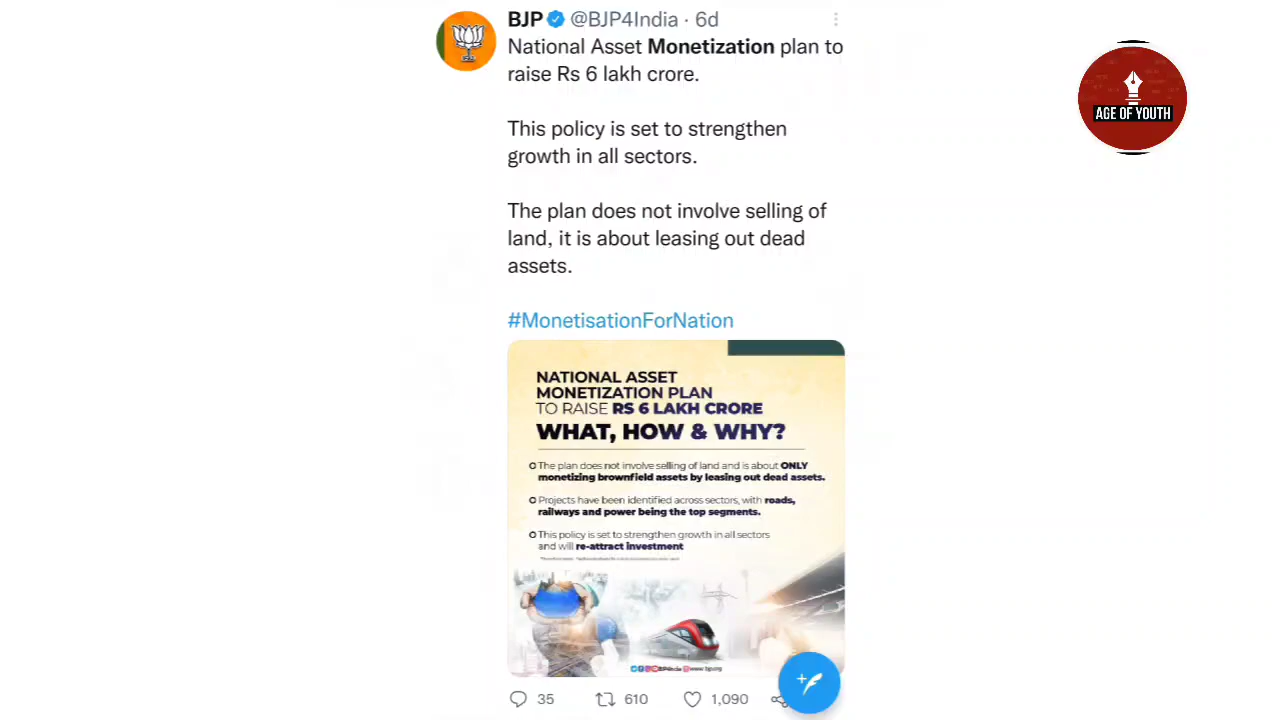 BJP @BJP4India · 6d
National Asset Monetization plan to
raise Rs 6 lakh crore.
This policy is set to strengthen
growth in all sectors.
The plan does not involve selling of
land, it is about leasing out dead
assets.
#MonetisationForNation
NATIONAL ASSET
MONETIZATION PLAN
TO RAISE RS 6 LAKH CRORE
WHAT, HOW & WHY?
The plan does not involve selling of land and is about ONLY
monetizing brownfield assets by leasing out dead assets.
Projects have been identified across sectors, with roads,
railways and power being the top segments.
This policy is set to strengthen growth in all sectors
and will re-attract investment
BJP4India www.bjp.org
35 610 1,090
AGE OF YOUTH